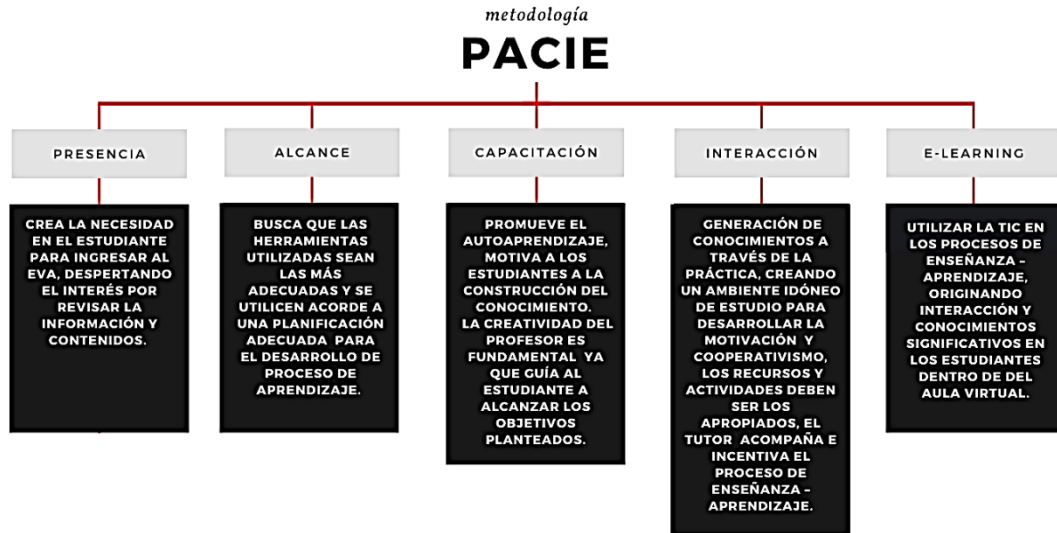 metodología
PACIE
PRESENCIA
CREA LA NECESIDAD
EN EL ESTUDIANTE
PARA INGRESAR AL
EVA, DESPERTANDO
EL INTERÉS POR
REVISAR LA
INFORMACIÓN Y
CONTENIDOS.
ALCANCE
BUSCA QUE LAS
HERRAMIENTAS
UTILIZADAS SEAN
LAS MÁS
ADECUADAS Y SE
UTILICEN ACORDE A
UNA PLANIFICACIÓN
ADECUADA PARA
EL DESARROLLO DE
PROCESO DE
APRENDIZAJE.
CAPACITACIÓN
PROMUEVE EL
AUTOAPRENDIZAJE,
MOTIVA A LOS
ESTUDIANTES A LA
CONSTRUCCIÓN DEL
CONOCIMIENTO.
LA CREATIVIDAD DEL
PROFESOR ES
FUNDAMENTAL YA
QUE GUÍA AL
ESTUDIANTE A
ALCANZAR LOS
OBJETIVOS
PLANTEADOS.
INTERACCIÓN
GENERACIÓN DE
CONOCIMIENTOS A
TRAVÉS DE LA
PRÁCTICA, CREANDO
UN AMBIENTE IDÓNEO
DE ESTUDIO PARA
DESARROLLAR LA
MOTIVACIÓN Y
COOPERATIVISMO,
LOS RECURSOS Y
ACTIVIDADES DEBEN
SER LOS
APROPIADOS, EL
TUTOR ACOMPAÑA E
INCENTIVA EL
PROCESO DE
ENSEÑANZA –
APRENDIZAJE.
E-LEARNING
UTILIZAR LA TIC EN
LOS PROCESOS DE
ENSEÑANZA –
APRENDIZAJE,
ORIGINANDO
INTERACCIÓN Y
CONOCIMIENTOS
SIGNIFICATIVOS EN
LOS ESTUDIANTES
DENTRO DE DEL
AULA VIRTUAL.